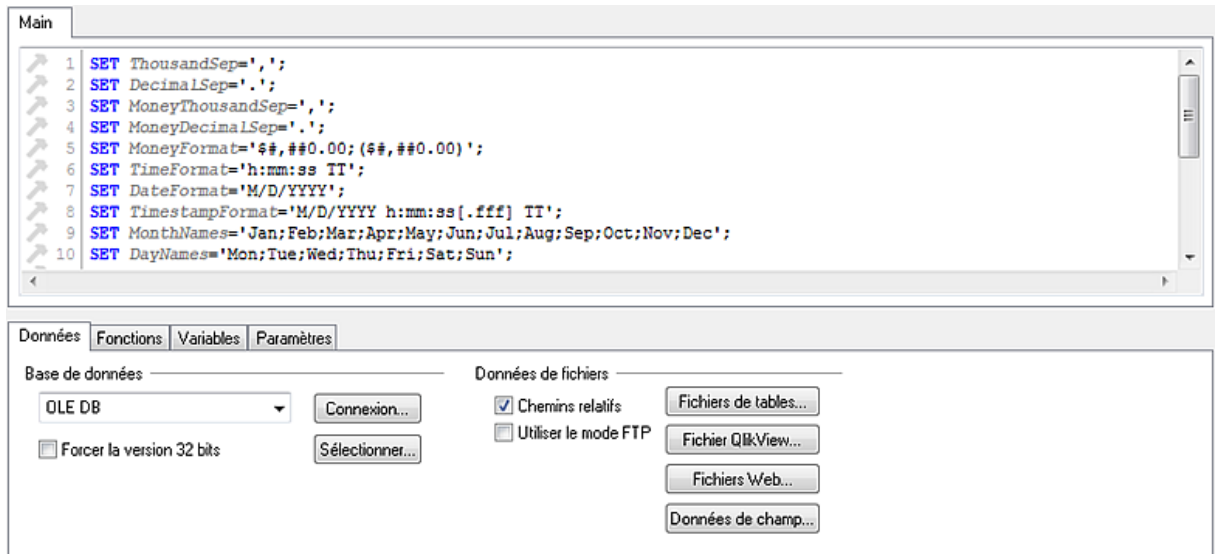 Main
1 SET ThousandSep=',';
2 SET DecimalSep='.';
3 SET MoneyThousandSep=',';
4 SET MoneyDecimalSep='.';
5 SET MoneyFormat='$#,##0.00;($#,##0.00)';
6 SET TimeFormat='h:mm:ss TT';
7 SET DateFormat='M/D/YYYY';
8 SET TimestampFormat='M/D/YYYY h:mm:ss[.fff] TT';
9 SET MonthNames='Jan;Feb;Mar;Apr;May;Jun;Jul;Aug;Sep;Oct;Nov;Dec';
10 SET DayNames='Mon;Tue;Wed;Thu;Fri;Sat;Sun';
Données Fonctions Variables Paramètres
Base de données
OLE DB
Connexion...
Forcer la version 32 bits
Sélectionner...
Données de fichiers
Chemins relatifs
Utiliser le mode FTP
Fichiers de tables...
Fichier QlikView...
Fichiers Web...
Données de champ...